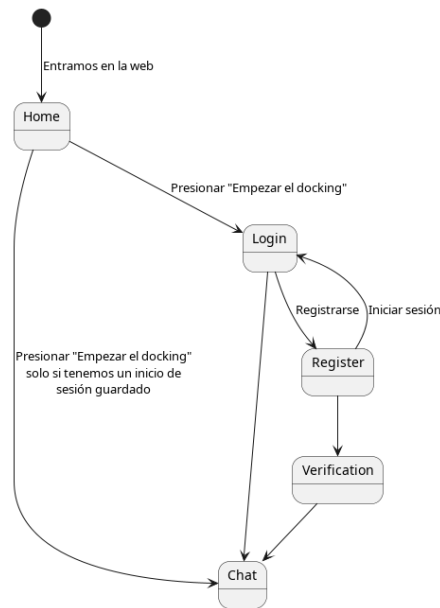 Entramos en la web
Home
Presionar "Empezar el docking"
Login
Registrarse
Iniciar sesión
Presionar "Empezar el docking"
solo si tenemos un inicio de
sesión guardado
Register
Verification
Chat